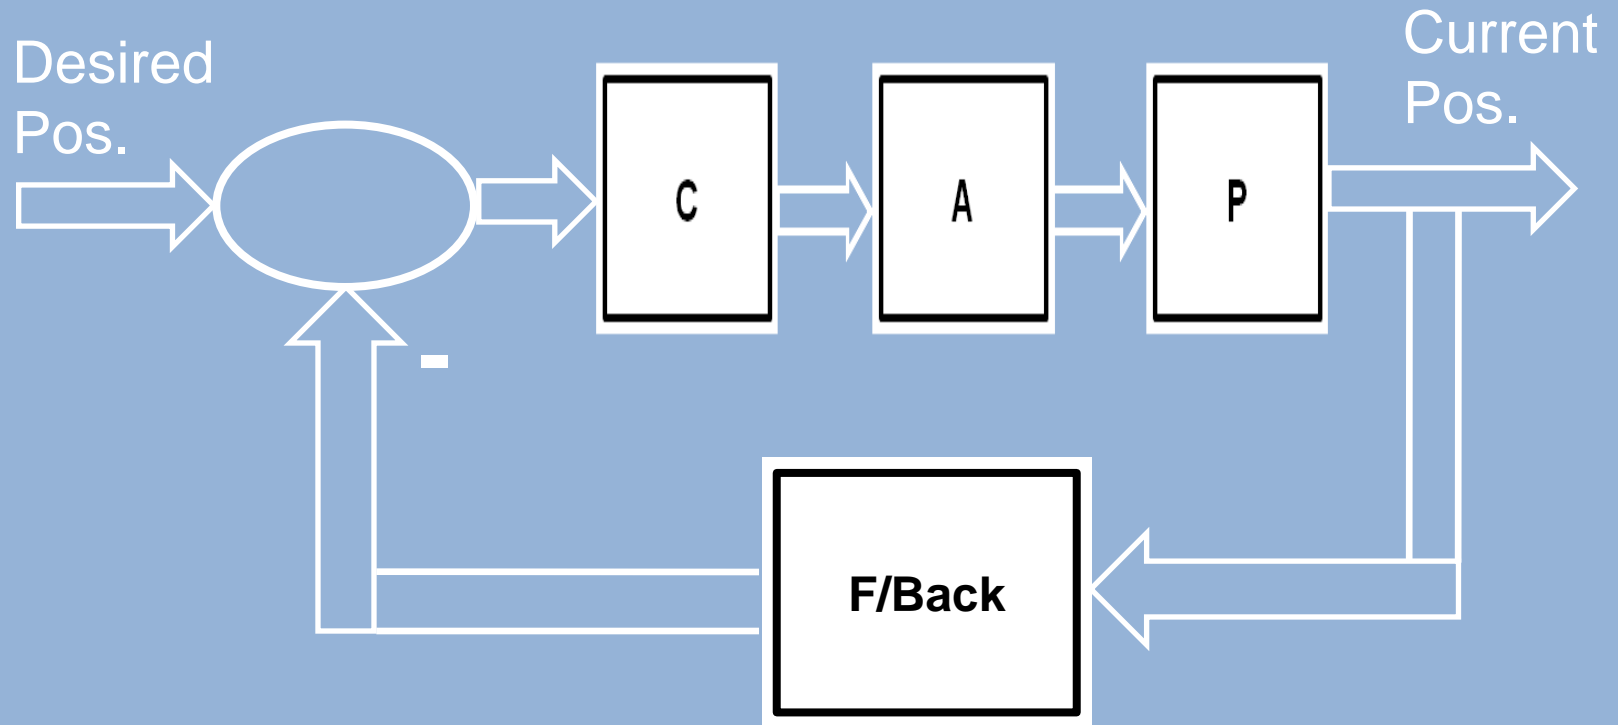 Desired
Pos.
C
A
P
Current
Pos.
-
F/Back